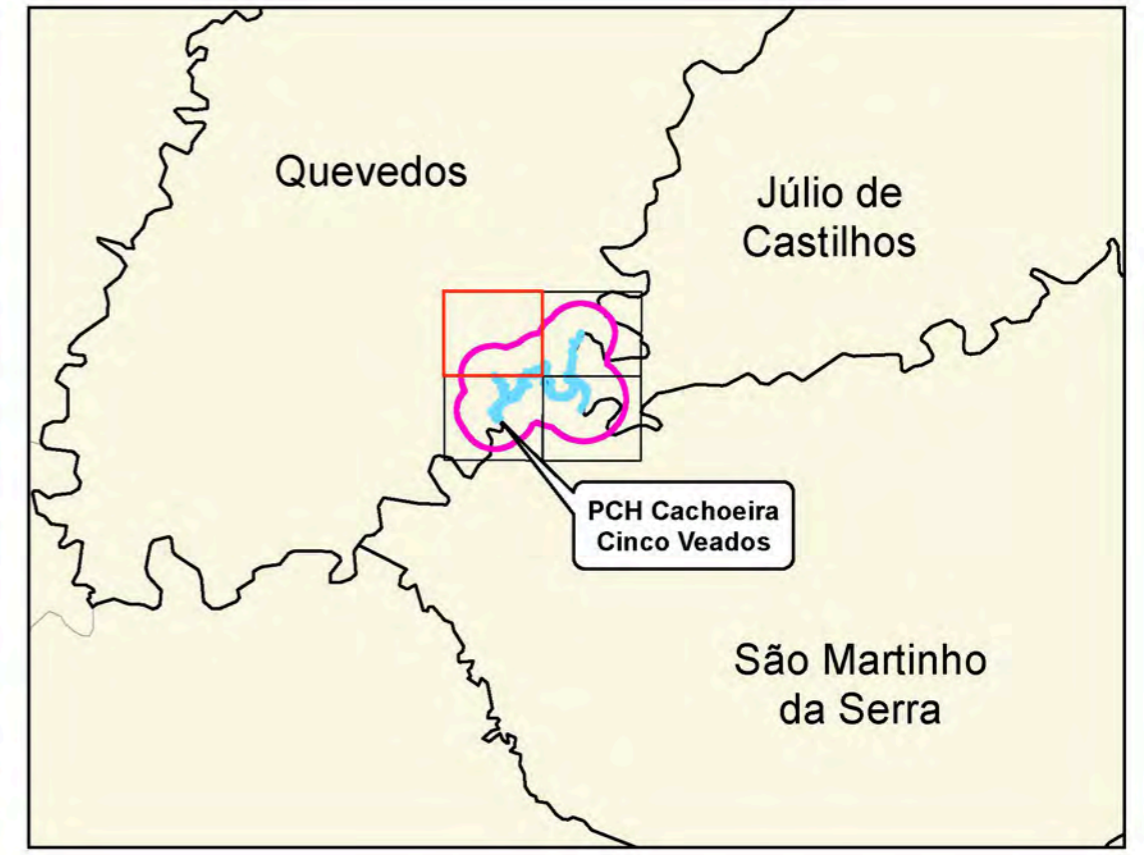 Quevedos
Júlio de
Castilhos
PCH Cachoeira
Cinco Veados
São Martinho
da Serra